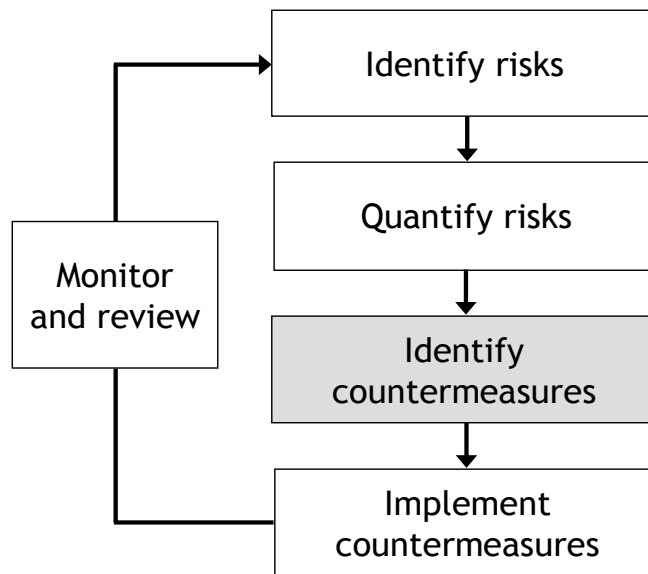 Identify risks
Quantify risks
Identify
countermeasures
Implement
countermeasures
Monitor
and review